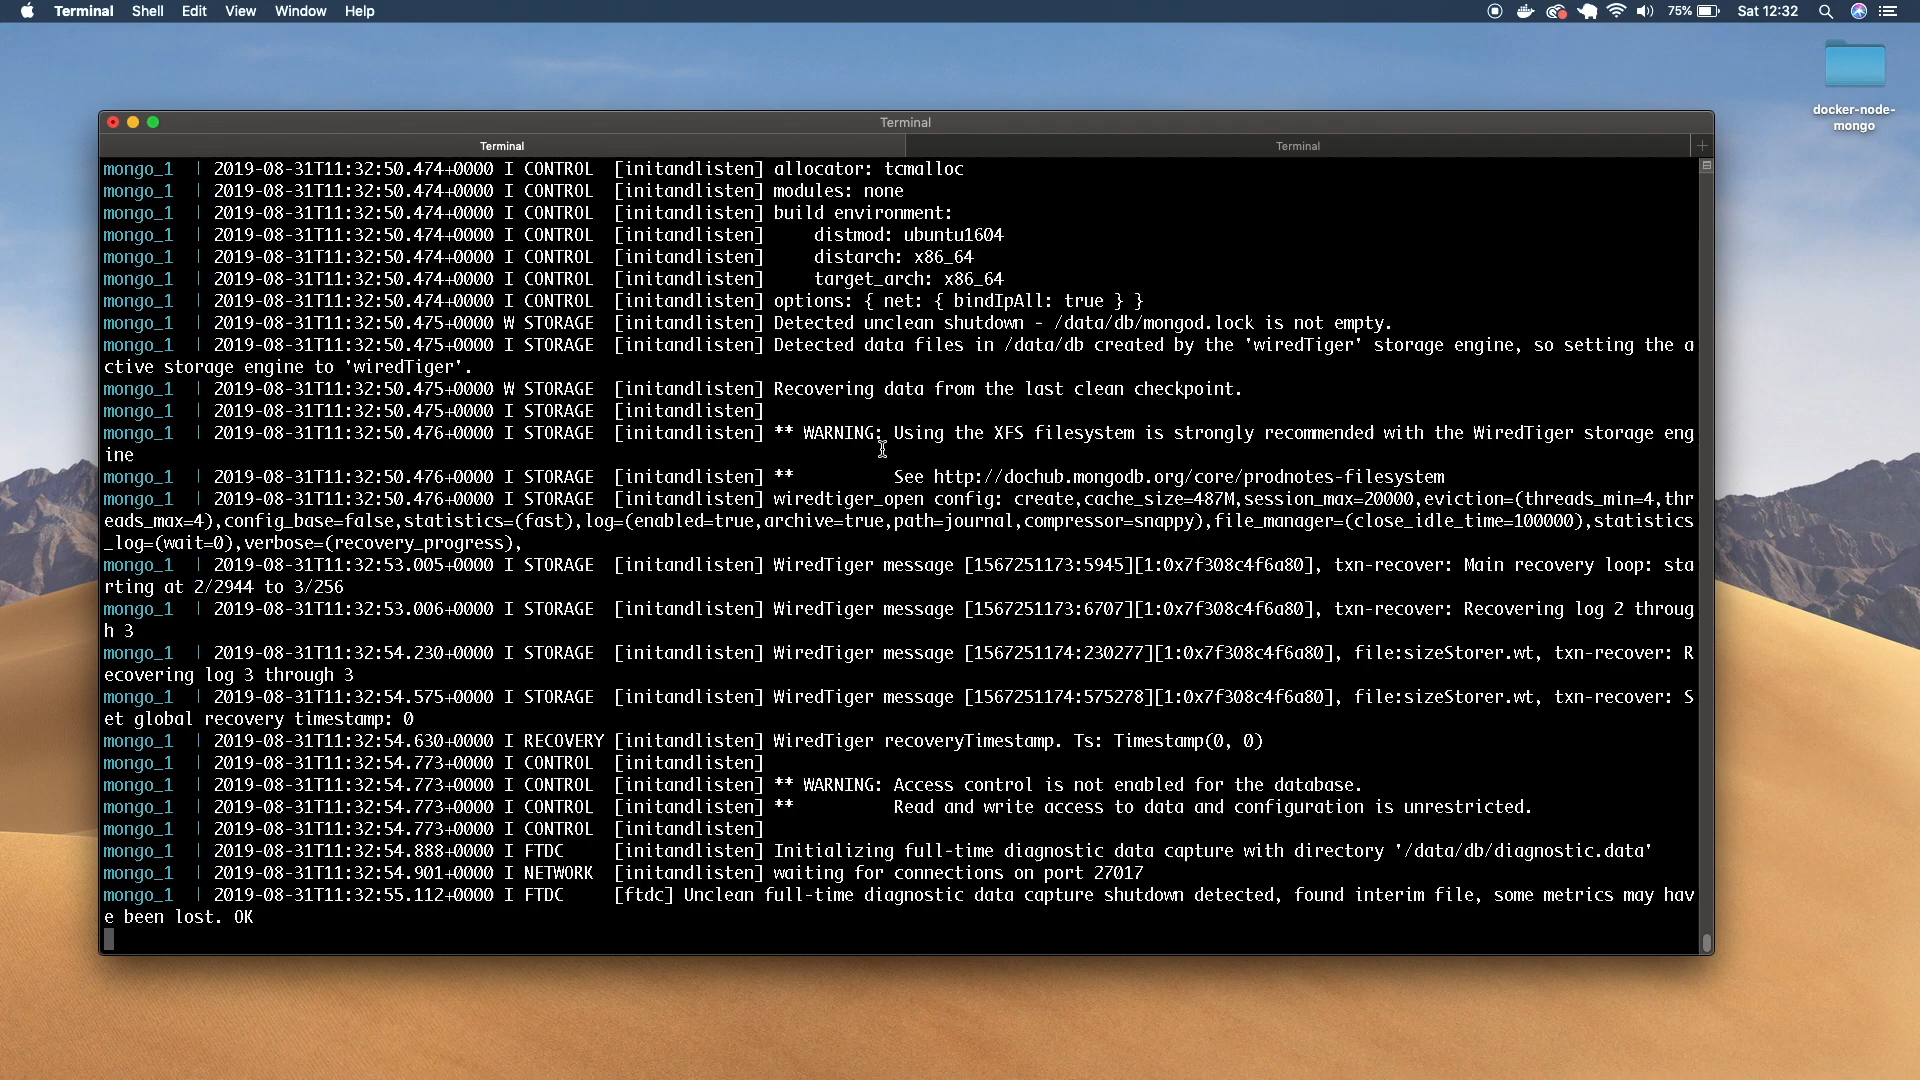 Terminal Shell Edit View Window Help 75% Sat 12:32
docker-node-
mongo
Terminal
Terminal Terminal
mongo_1 | 2019-08-31T11:32:50.474+0000 I CONTROL [initandlisten] allocator: tcmalloc
mongo_1 | 2019-08-31T11:32:50.474+0000 I CONTROL [initandlisten] modules: none
mongo_1 | 2019-08-31T11:32:50.474+0000 I CONTROL [initandlisten] build environment:
mongo_1 | 2019-08-31T11:32:50.474+0000 I CONTROL [initandlisten]     distmod: ubuntu1604
mongo_1 | 2019-08-31T11:32:50.474+0000 I CONTROL [initandlisten]     distarch: x86_64
mongo_1 | 2019-08-31T11:32:50.474+0000 I CONTROL [initandlisten]     target_arch: x86_64
mongo_1 | 2019-08-31T11:32:50.474+0000 I CONTROL [initandlisten] options: { net: { bindIpAll: true } }
mongo_1 | 2019-08-31T11:32:50.475+0000 W STORAGE [initandlisten] Detected unclean shutdown - /data/db/mongod.lock is not empty.
mongo_1 | 2019-08-31T11:32:50.475+0000 I STORAGE [initandlisten] Detected data files in /data/db created by the 'wiredTiger' storage engine, so setting the a
ctive storage engine to 'wiredTiger'.
mongo_1 | 2019-08-31T11:32:50.475+0000 W STORAGE [initandlisten] Recovering data from the last clean checkpoint.
mongo_1 | 2019-08-31T11:32:50.475+0000 I STORAGE [initandlisten]
mongo_1 | 2019-08-31T11:32:50.476+0000 I STORAGE [initandlisten] ** WARNING: Using the XFS filesystem is strongly recommended with the WiredTiger storage eng
ine
mongo_1 | 2019-08-31T11:32:50.476+0000 I STORAGE [initandlisten] **          See http://dochub.mongodb.org/core/prodnotes-filesystem
mongo_1 | 2019-08-31T11:32:50.476+0000 I STORAGE [initandlisten] wiredtiger_open config: create,cache_size=487M,session_max=20000,eviction=(threads_min=4,thr
eads_max=4),config_base=false,statistics=(fast),log=(enabled=true,archive=true,path=journal,compressor=snappy),file_manager=(close_idle_time=100000),statistics
_log=(wait=0),verbose=(recovery_progress),
mongo_1 | 2019-08-31T11:32:53.005+0000 I STORAGE [initandlisten] WiredTiger message [1567251173:5945][1:0x7f308c4f6a80], txn-recover: Main recovery loop: sta
rting at 2/2944 to 3/256
mongo_1 | 2019-08-31T11:32:53.006+0000 I STORAGE [initandlisten] WiredTiger message [1567251173:6707][1:0x7f308c4f6a80], txn-recover: Recovering log 2 throug
h 3
mongo_1 | 2019-08-31T11:32:54.230+0000 I STORAGE [initandlisten] WiredTiger message [1567251174:230277][1:0x7f308c4f6a80], file:sizeStorer.wt, txn-recover: R
ecovering log 3 through 3
mongo_1 | 2019-08-31T11:32:54.575+0000 I STORAGE [initandlisten] WiredTiger message [1567251174:575278][1:0x7f308c4f6a80], file:sizeStorer.wt, txn-recover: S
et global recovery timestamp: 0
mongo_1 | 2019-08-31T11:32:54.630+0000 I RECOVERY [initandlisten] WiredTiger recoveryTimestamp. Ts: Timestamp(0, 0)
mongo_1 | 2019-08-31T11:32:54.773+0000 I CONTROL [initandlisten]
mongo_1 | 2019-08-31T11:32:54.773+0000 I CONTROL [initandlisten] ** WARNING: Access control is not enabled for the database.
mongo_1 | 2019-08-31T11:32:54.773+0000 I CONTROL [initandlisten] **          Read and write access to data and configuration is unrestricted.
mongo_1 | 2019-08-31T11:32:54.773+0000 I CONTROL [initandlisten]
mongo_1 | 2019-08-31T11:32:54.888+0000 I FTDC [initandlisten] Initializing full-time diagnostic data capture with directory '/data/db/diagnostic.data'
mongo_1 | 2019-08-31T11:32:54.901+0000 I NETWORK [initandlisten] waiting for connections on port 27017
mongo_1 | 2019-08-31T11:32:55.112+0000 I FTDC [ftdc] Unclean full-time diagnostic data capture shutdown detected, found interim file, some metrics may hav
e been lost. OK